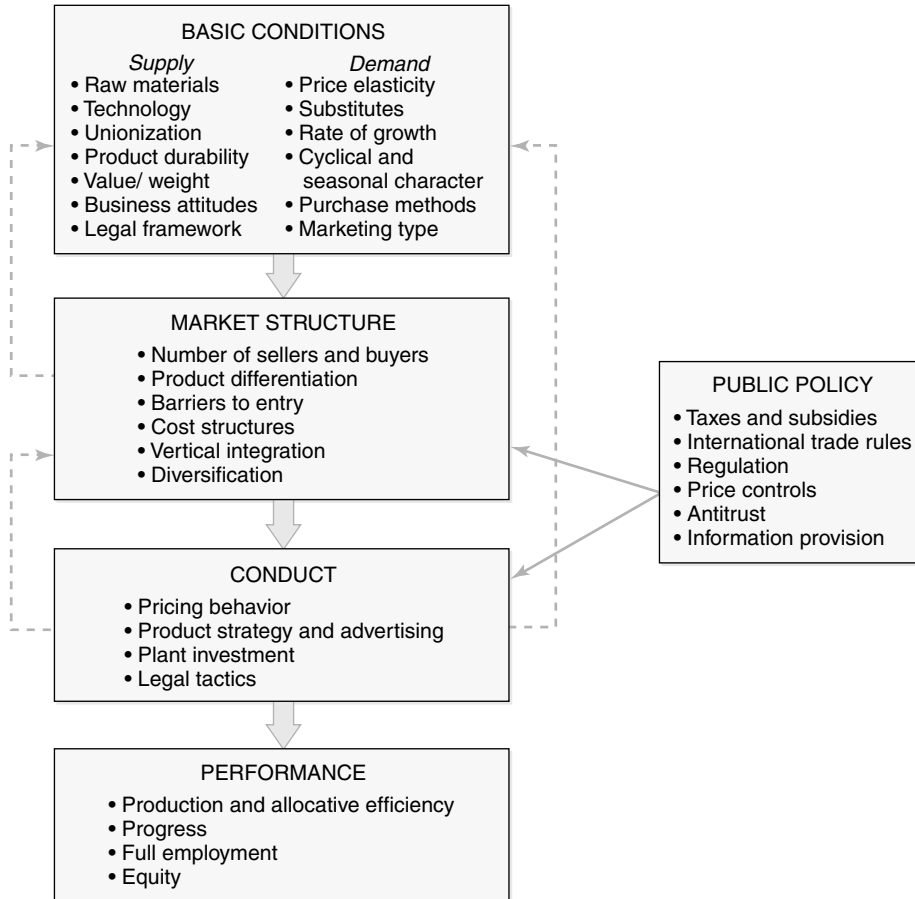 BASIC CONDITIONS
Supply
• Raw materials
• Technology
• Unionization
• Product durability
• Value/ weight
• Business attitudes
• Legal framework
Demand
• Price elasticity
• Substitutes
• Rate of growth
• Cyclical and
seasonal character
• Purchase methods
• Marketing type
MARKET STRUCTURE
• Number of sellers and buyers
• Product differentiation
• Barriers to entry
• Cost structures
• Vertical integration
• Diversification
PUBLIC POLICY
• Taxes and subsidies
• International trade rules
• Regulation
• Price controls
• Antitrust
• Information provision
CONDUCT
• Pricing behavior
• Product strategy and advertising
• Plant investment
• Legal tactics
PERFORMANCE
• Production and allocative efficiency
• Progress
• Full employment
• Equity